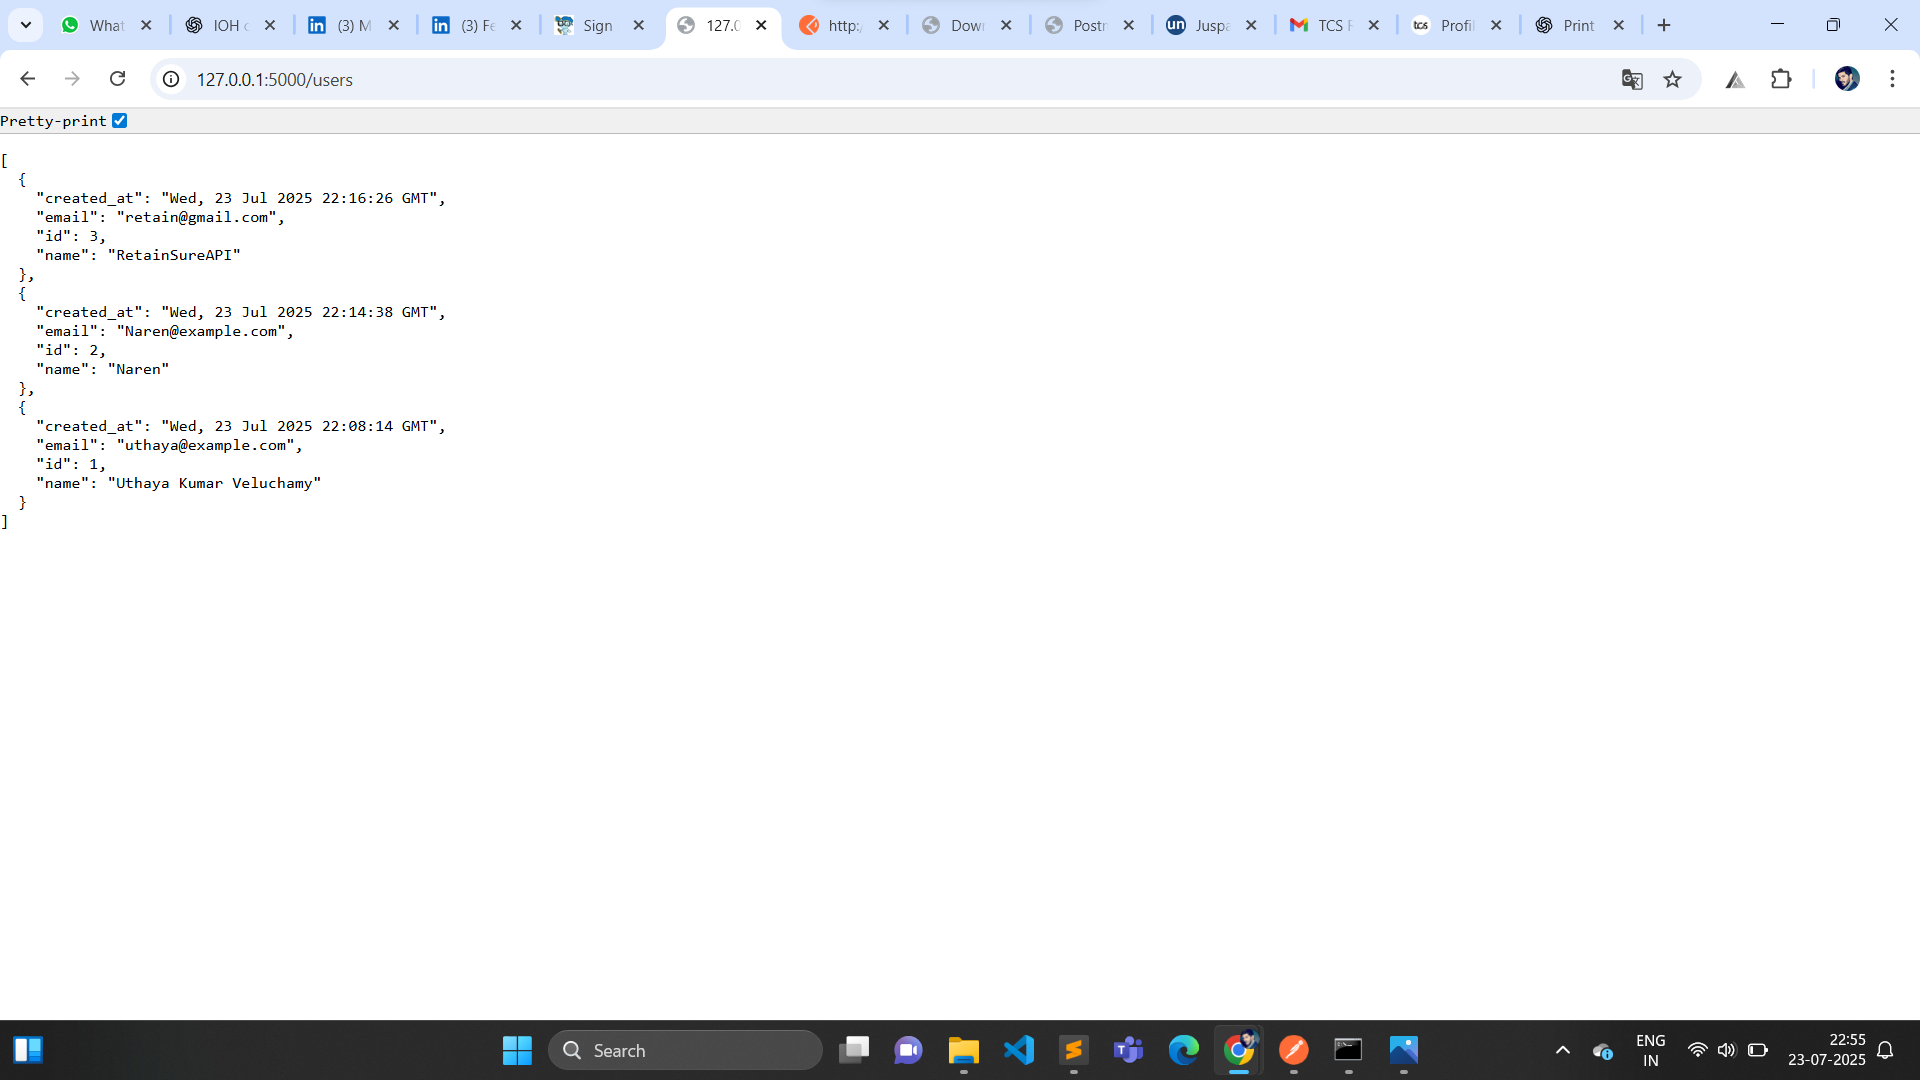 What
IOH
(3) M
(3) Fe
Sign
127.0
http:/
Down
Postn
Juspa
TCS F
Profil
Print
127.0.0.1:5000/users
Pretty-print
[
{
"created_at": "Wed, 23 Jul 2025 22:16:26 GMT",
"email": "retain@gmail.com",
"id": 3,
"name": "RetainSureAPI"
},
{
"created_at": "Wed, 23 Jul 2025 22:14:38 GMT",
"email": "Naren@example.com",
"id": 2,
"name": "Naren"
},
{
"created_at": "Wed, 23 Jul 2025 22:08:14 GMT",
"email": "uthaya@example.com",
"id": 1,
"name": "Uthaya Kumar Veluchamy"
}
]
Search
ENG
IN
22:55
23-07-2025